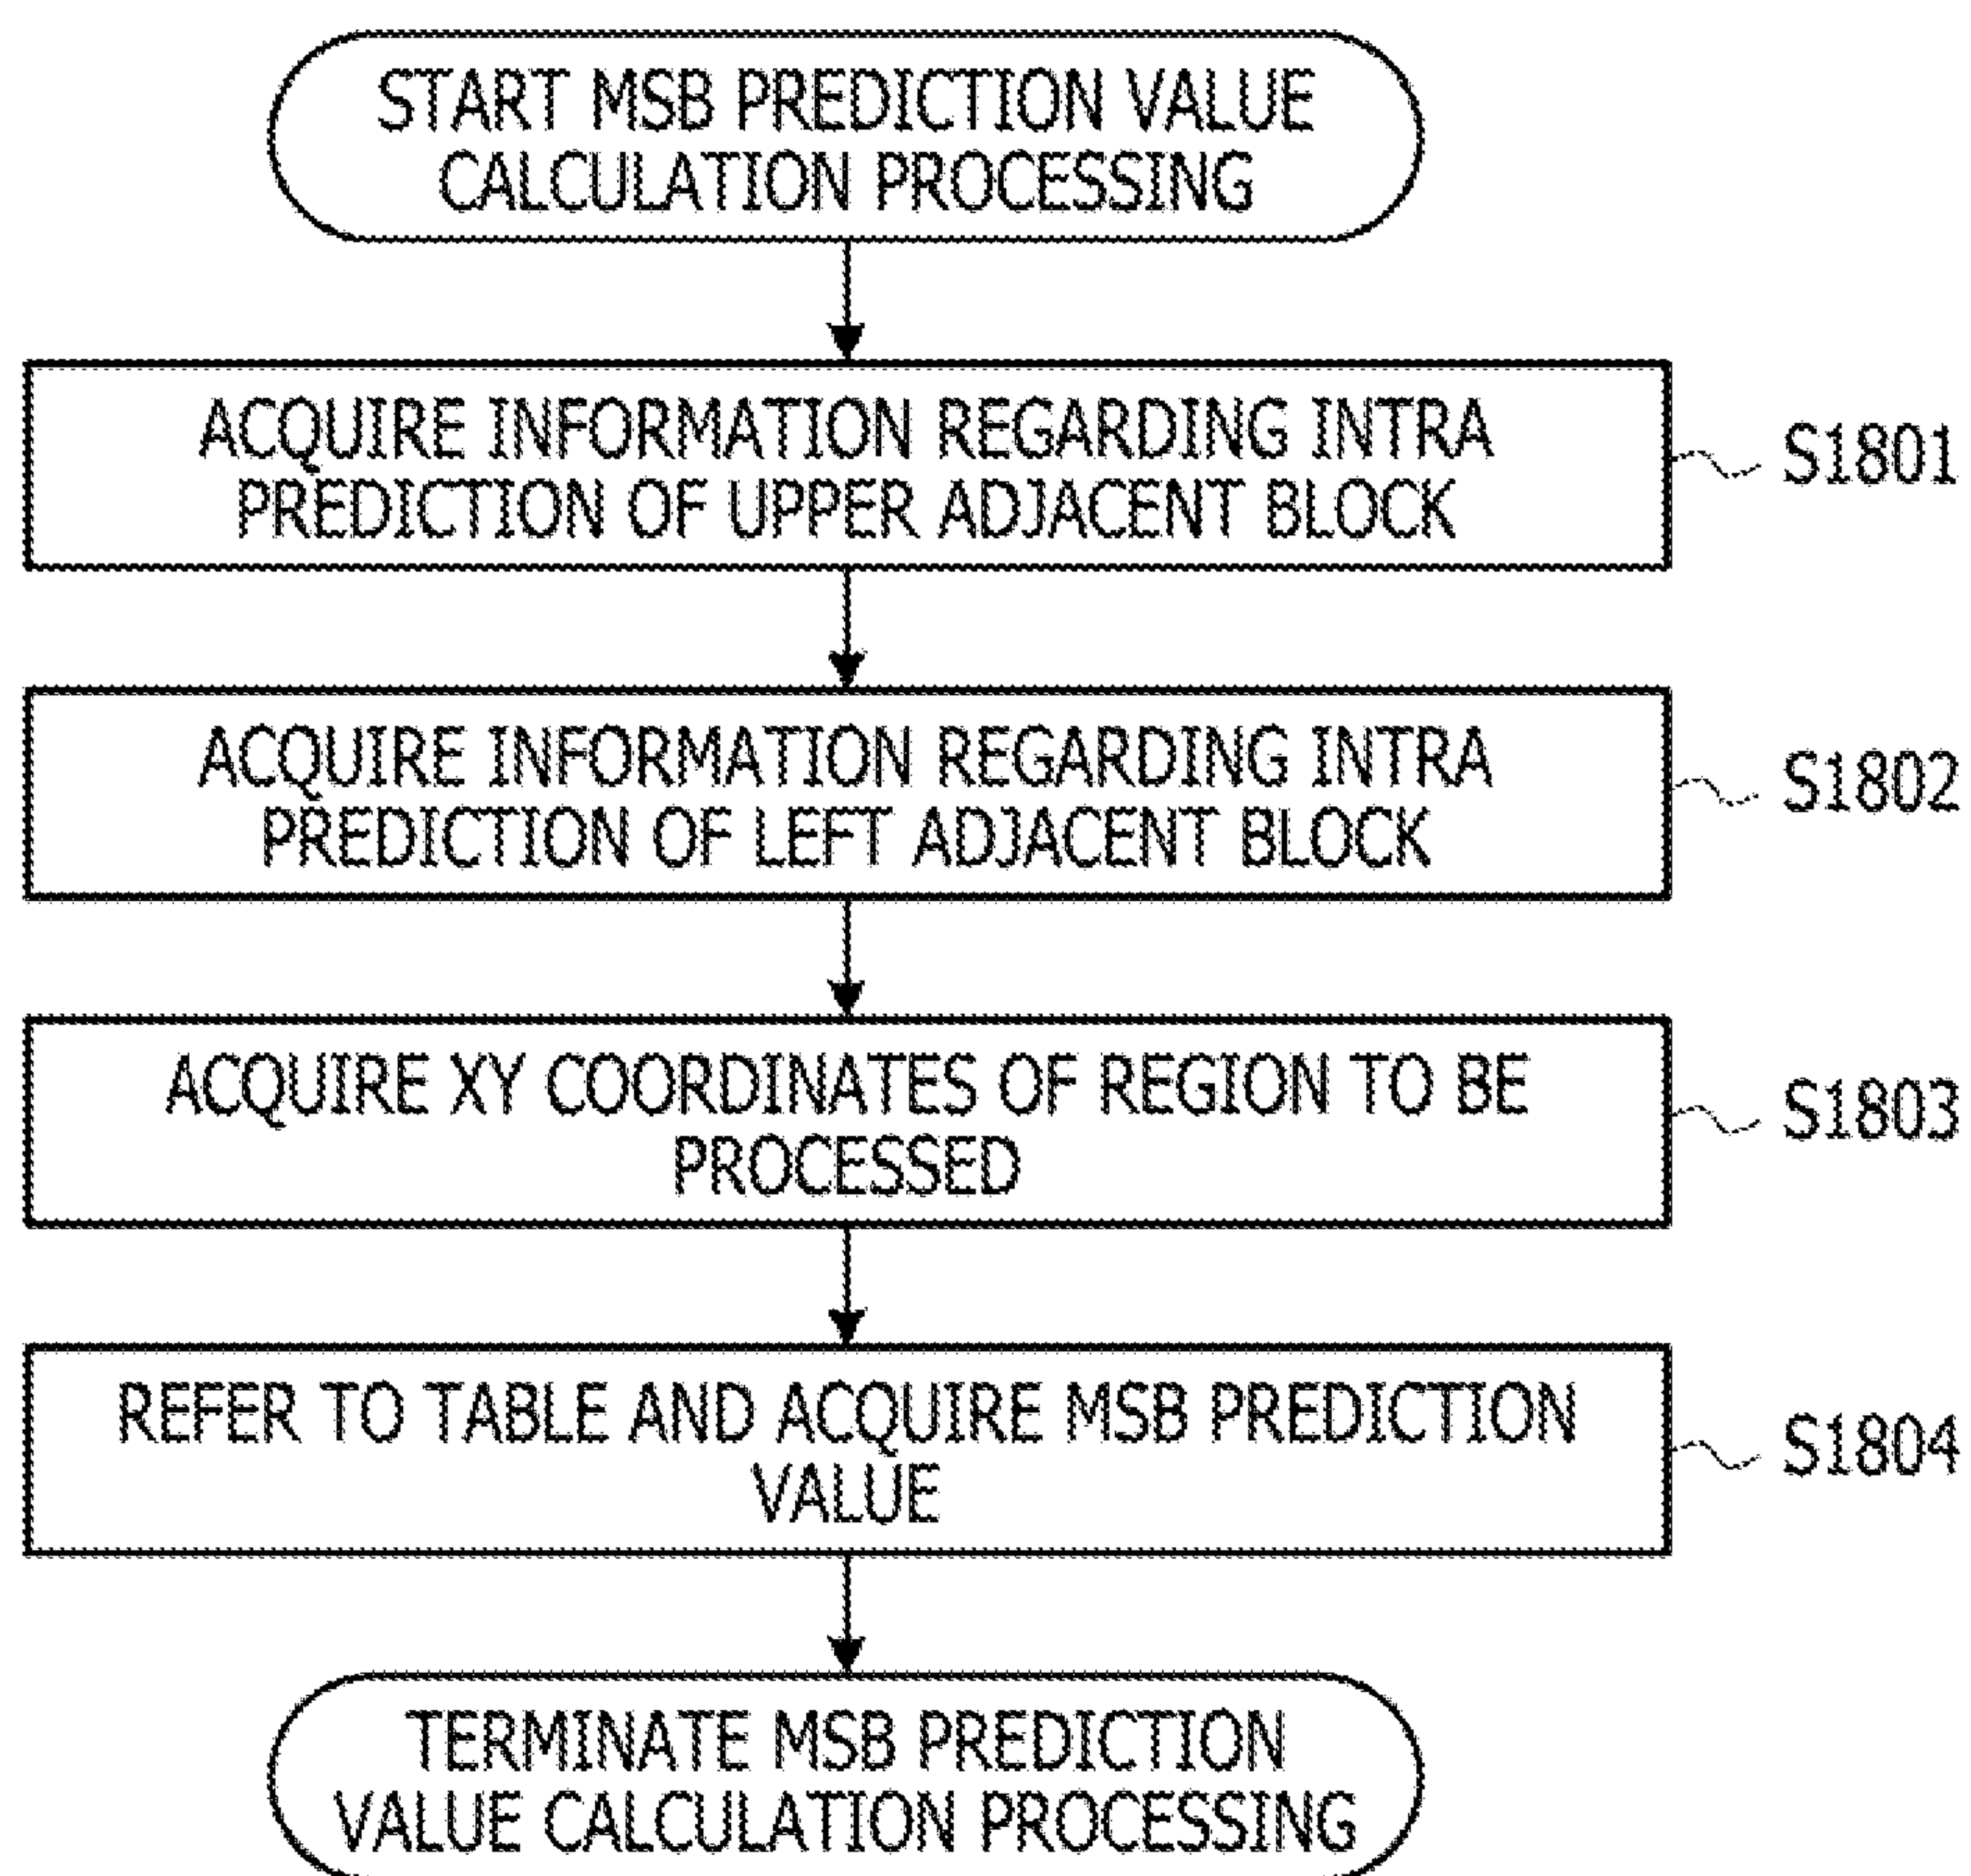 START MSB PREDICTION VALUE
CALCULATION PROCESSING
ACQUIRE INFORMATION REGARDING INTRA
PREDICTION OF UPPER ADJACENT BLOCK
S1801
ACQUIRE INFORMATION REGARDING INTRA
PREDICTION OF LEFT ADJACENT BLOCK
S1802
ACQUIRE XY COORDINATES OF REGION TO BE
PROCESSED
S1803
REFER TO TABLE AND ACQUIRE MSB PREDICTION
VALUE
S1804
TERMINATE MSB PREDICTION
VALUE CALCULATION PROCESSING